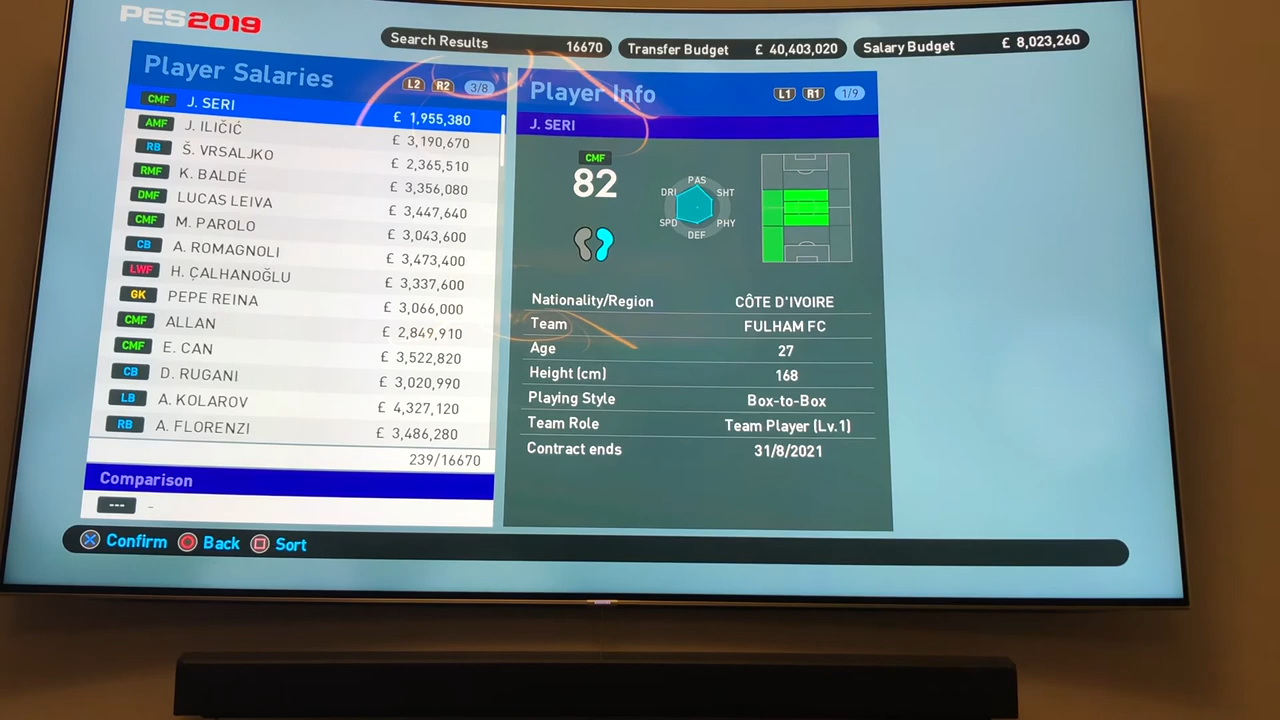 PES2019
Search Results 16670
Transfer Budget £ 40,403,020
Salary Budget £ 8,023,260
Player Salaries L2 R2 3/8
CMF J. SERI £ 1,955,380
AMF J. ILIČIĆ £ 3,190,670
RB Š. VRSALJKO £ 2,365,510
RMF K. BALDÉ £ 3,356,080
DMF LUCAS LEIVA £ 3,447,640
CMF M. PAROLO £ 3,043,600
CB A. ROMAGNOLI £ 3,473,400
LWF H. ÇALHANOĞLU £ 3,337,600
GK PEPE REINA £ 3,066,000
CMF ALLAN £ 2,849,910
CMF E. CAN £ 3,522,820
CB D. RUGANI £ 3,020,990
LB A. KOLAROV £ 4,327,120
RB A. FLORENZI £ 3,486,280
239/16670
Comparison
--- -
Player Info L1 R1 1/9
J. SERI
CMF
82
PAS
DRI SHT
SPD PHY
DEF
Nationality/Region CÔTE D'IVOIRE
Team FULHAM FC
Age 27
Height (cm) 168
Playing Style Box-to-Box
Team Role Team Player (Lv.1)
Contract ends 31/8/2021
Confirm Back Sort